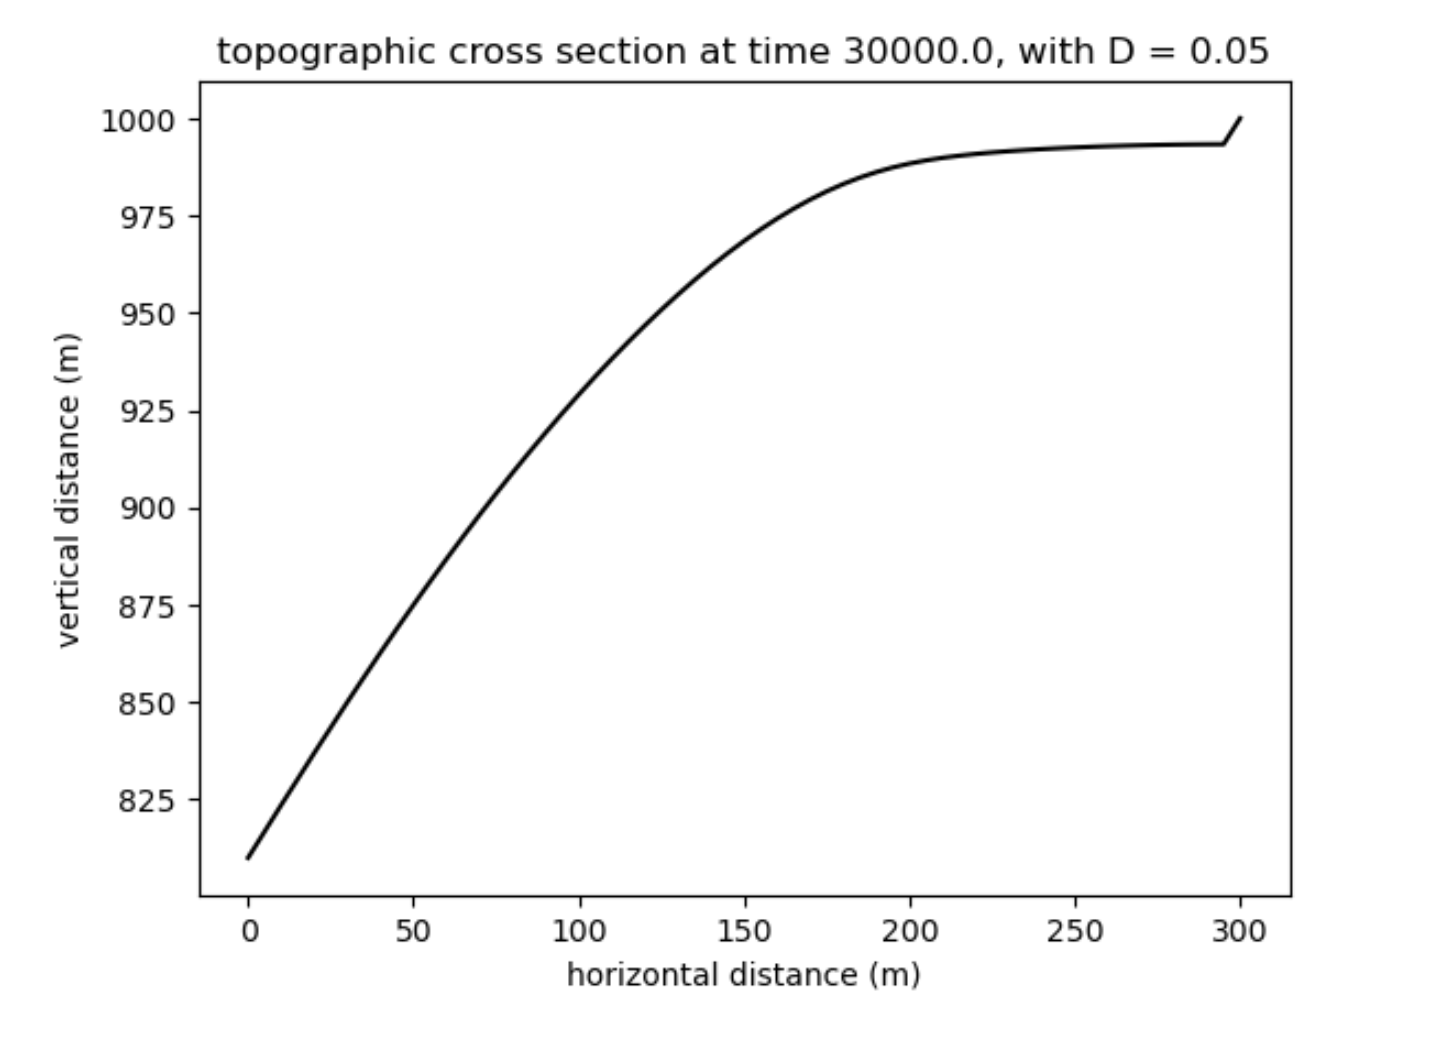 topographic cross section at time 30000.0, with D = 0.05
1000
975
950
925
900
875
850
825
vertical distance (m)
0 50 100 150 200 250 300
horizontal distance (m)